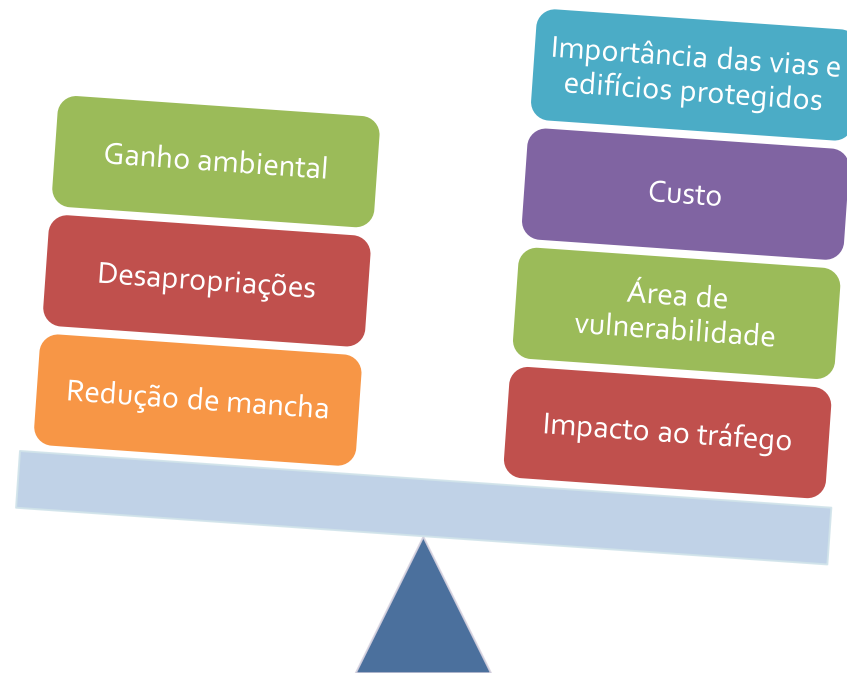 Ganho ambiental
Desapropriações
Redução de mancha
Importância das vias e
edifícios protegidos
Custo
Área de
vulnerabilidade
Impacto ao tráfego